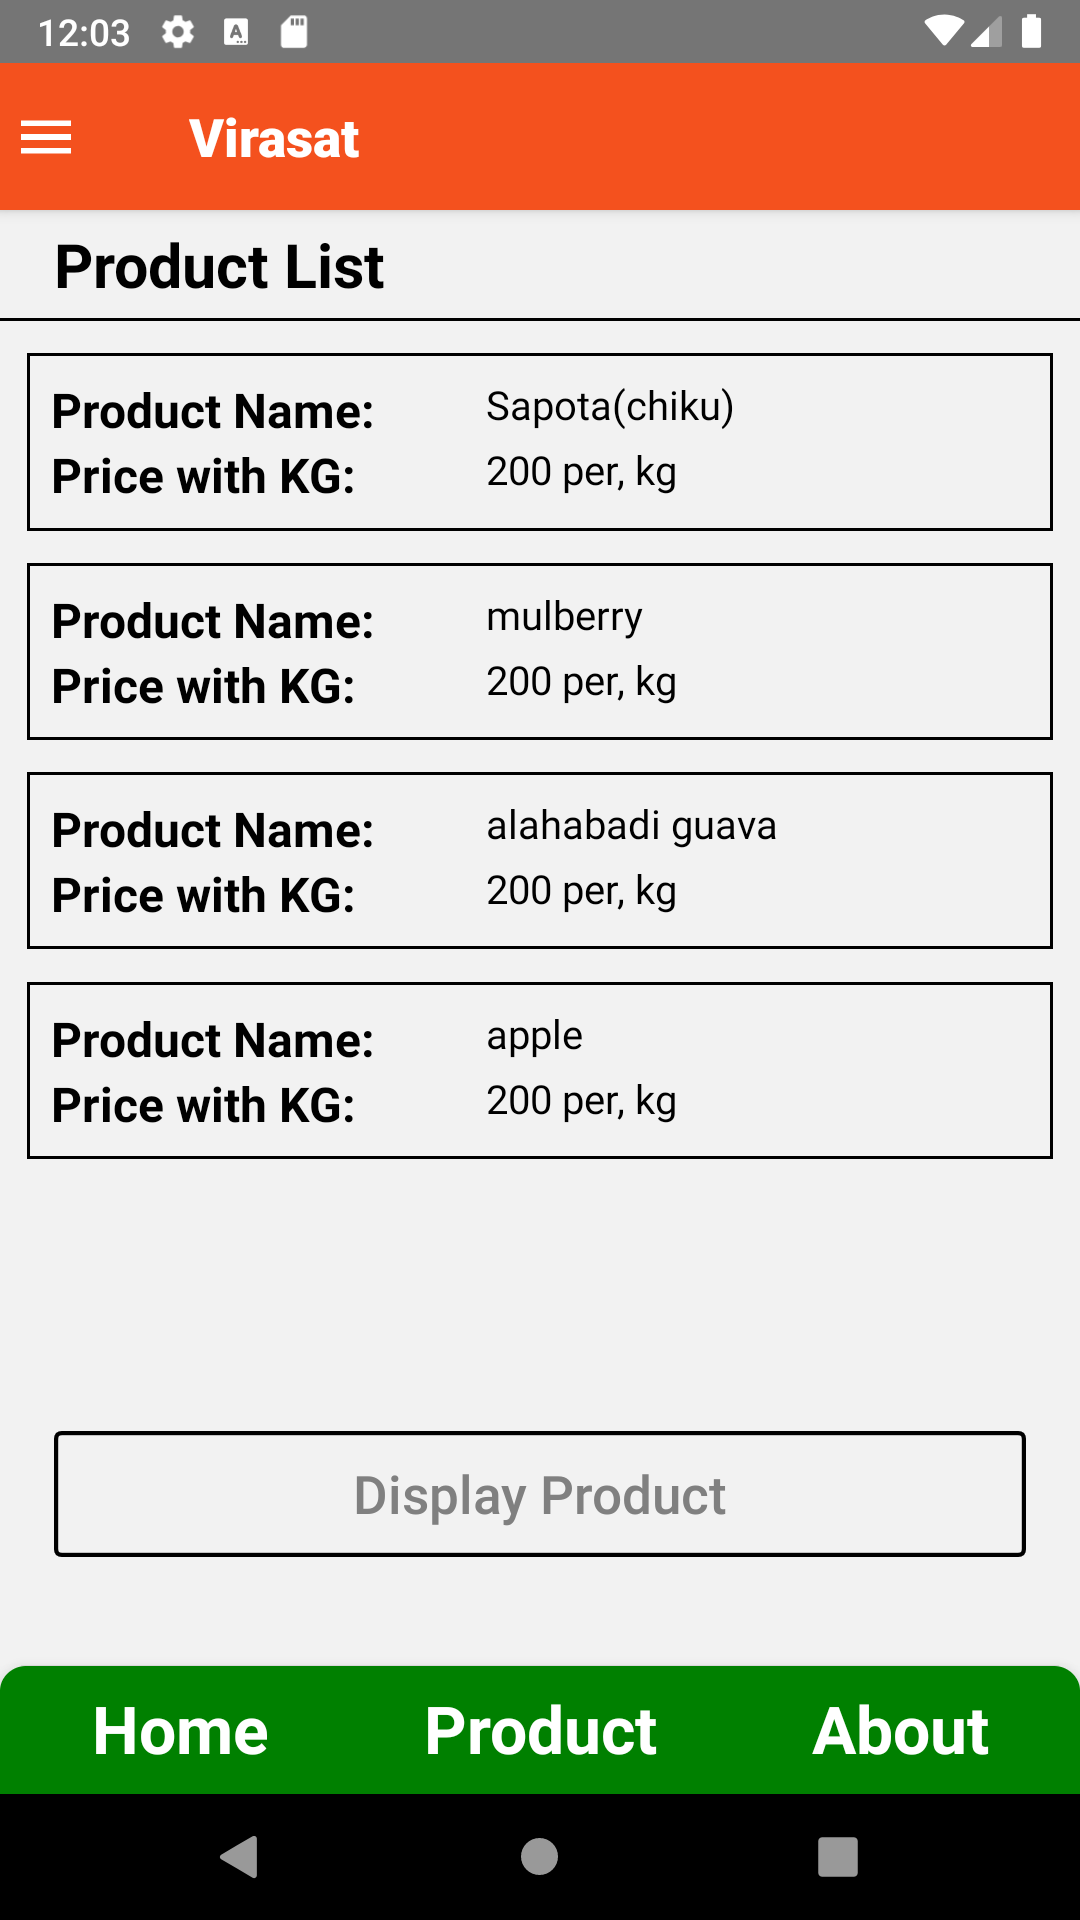 12:03
Virasat
Product List
Product Name: Sapota(chiku)
Price with KG: 200 per, kg
Product Name: mulberry
Price with KG: 200 per, kg
Product Name: alahabadi guava
Price with KG: 200 per, kg
Product Name: apple
Price with KG: 200 per, kg
Display Product
Home Product About